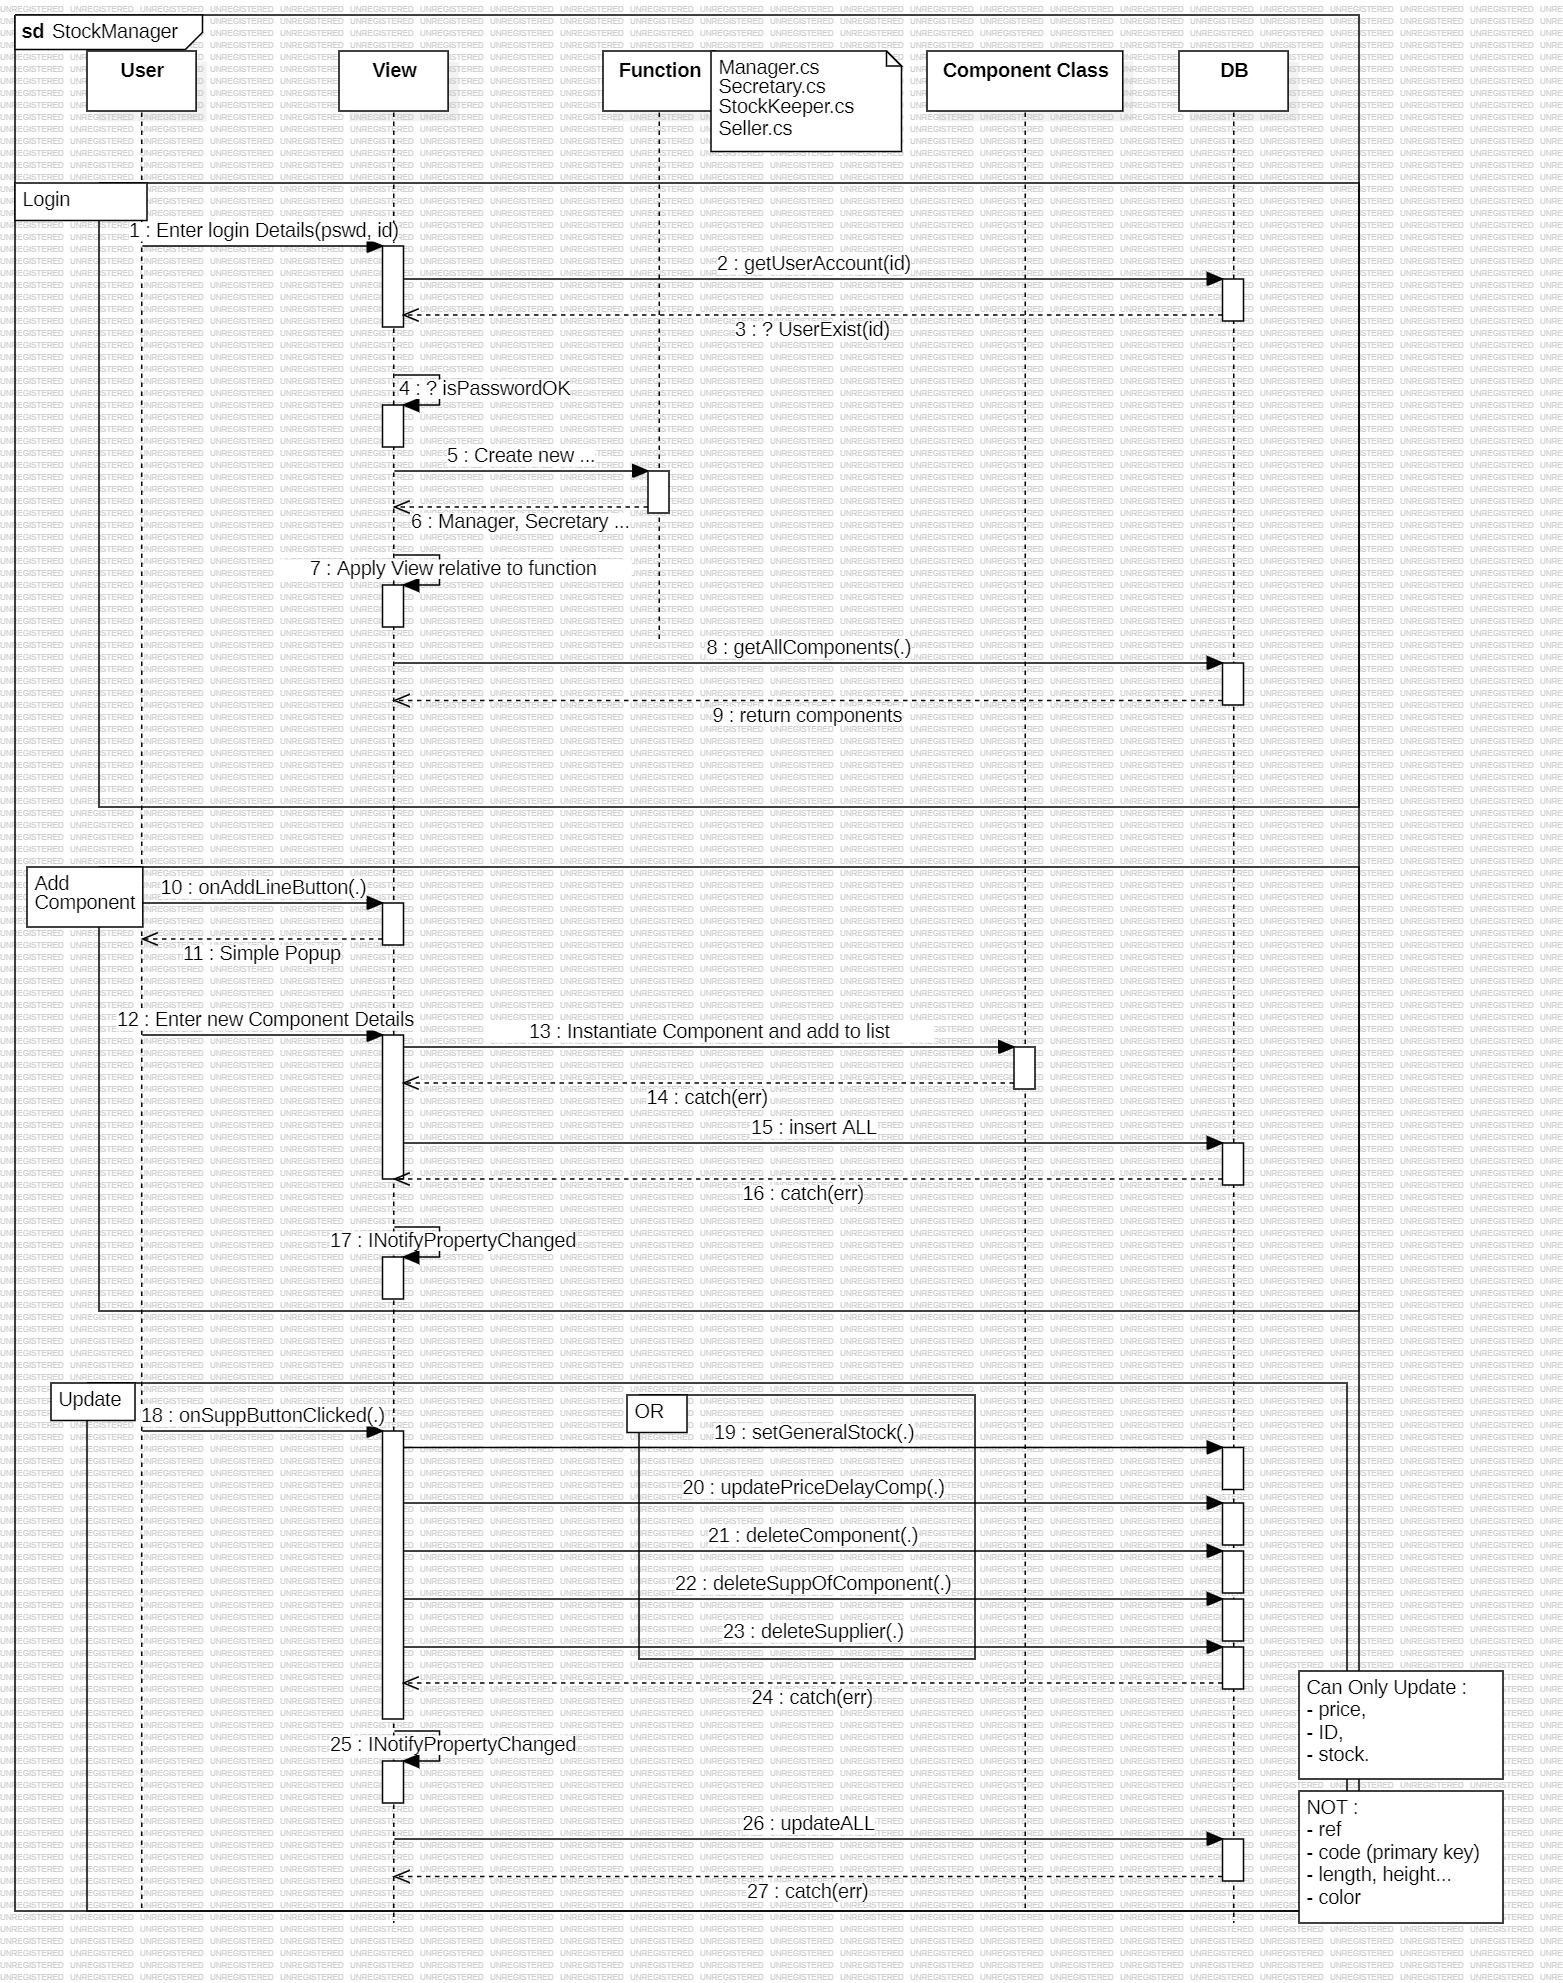 sd StockManager
User
View
Function
Manager.cs
Secretary.cs
StockKeeper.cs
Seller.cs
Component Class
DB
Login
1 : Enter login Details(pswd, id)
2 : getUserAccount(id)
3 : ? UserExist(id)
4 : ? isPasswordOK
5 : Create new ...
6 : Manager, Secretary ...
7 : Apply View relative to function
8 : getAllComponents(.)
9 : return components
Add
Component
10 : onAddLineButton(.)
11 : Simple Popup
12 : Enter new Component Details
13 : Instantiate Component and add to list
14 : catch(err)
15 : insert ALL
16 : catch(err)
17 : INotifyPropertyChanged
Update
18 : onSuppButtonClicked(.)
OR
19 : setGeneralStock(.)
20 : updatePriceDelayComp(.)
21 : deleteComponent(.)
22 : deleteSuppOfComponent(.)
23 : deleteSupplier(.)
24 : catch(err)
Can Only Update :
- price,
- ID,
- stock.
25 : INotifyPropertyChanged
26 : updateALL
27 : catch(err)
NOT :
- ref
- code (primary key)
- length, height...
- color
UNREGISTERED